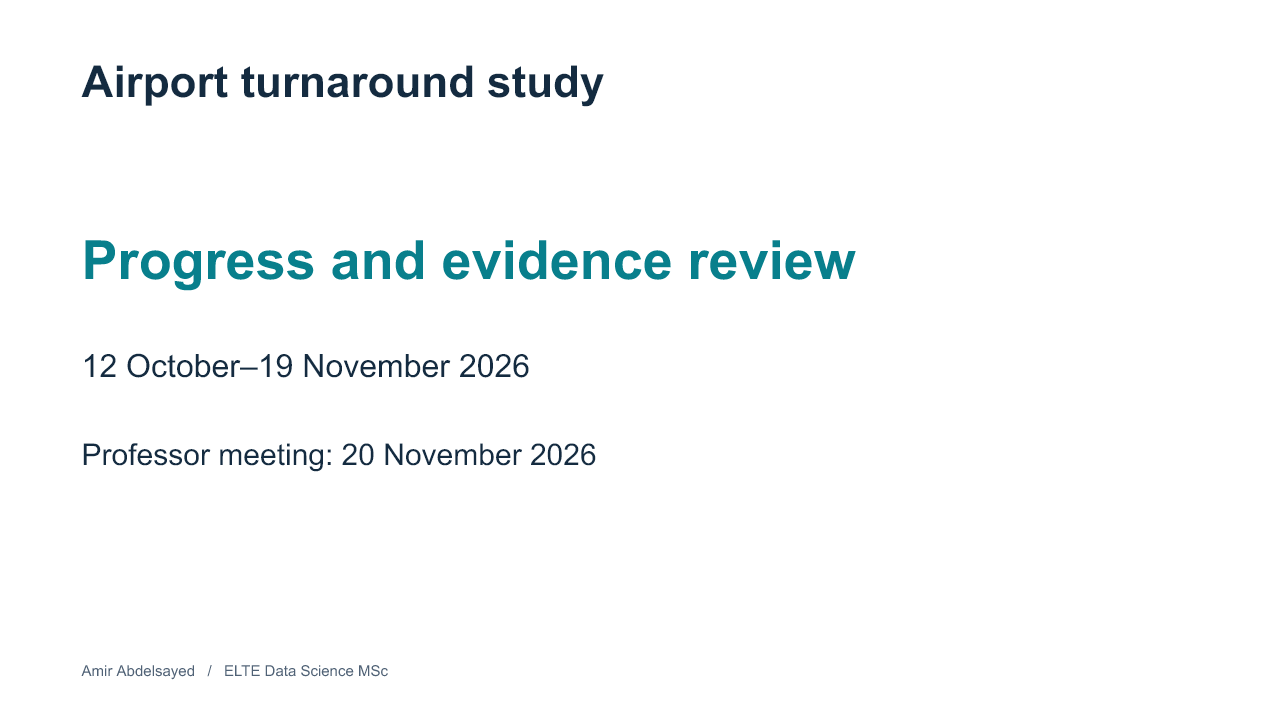 Airport turnaround study
Progress and evidence review
12 October–19 November 2026
Professor meeting: 20 November 2026
Amir Abdelsayed / ELTE Data Science MSc